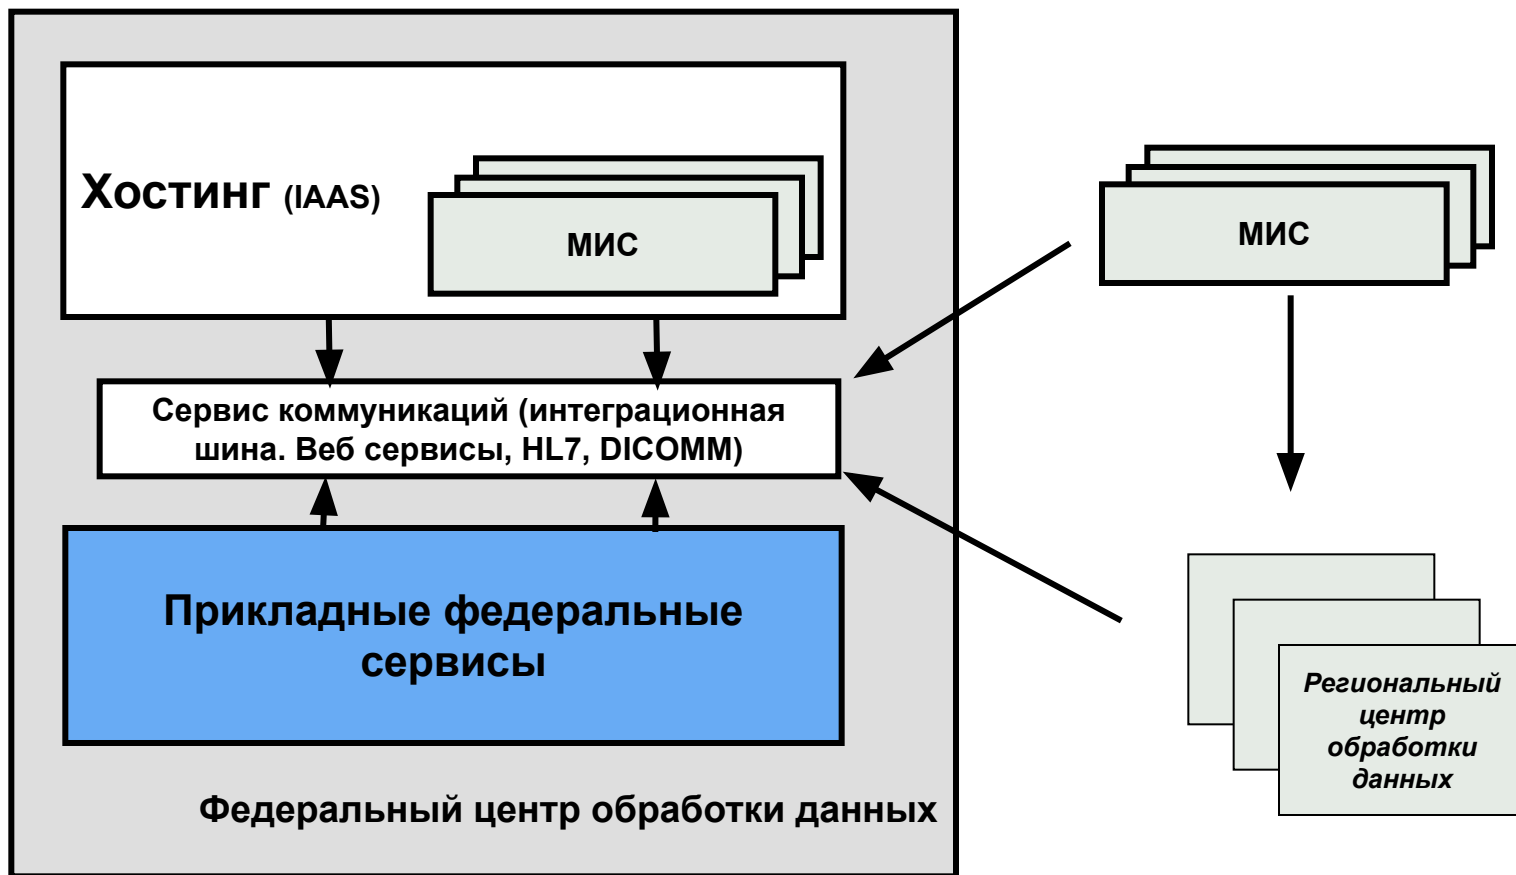 Хостинг (IAAS)
МИС
МИС
Сервис коммуникаций (интеграционная
шина. Веб сервисы, HL7, DICOMM)
Прикладные федеральные
сервисы
Региональный
центр
обработки
данных
Федеральный центр обработки данных